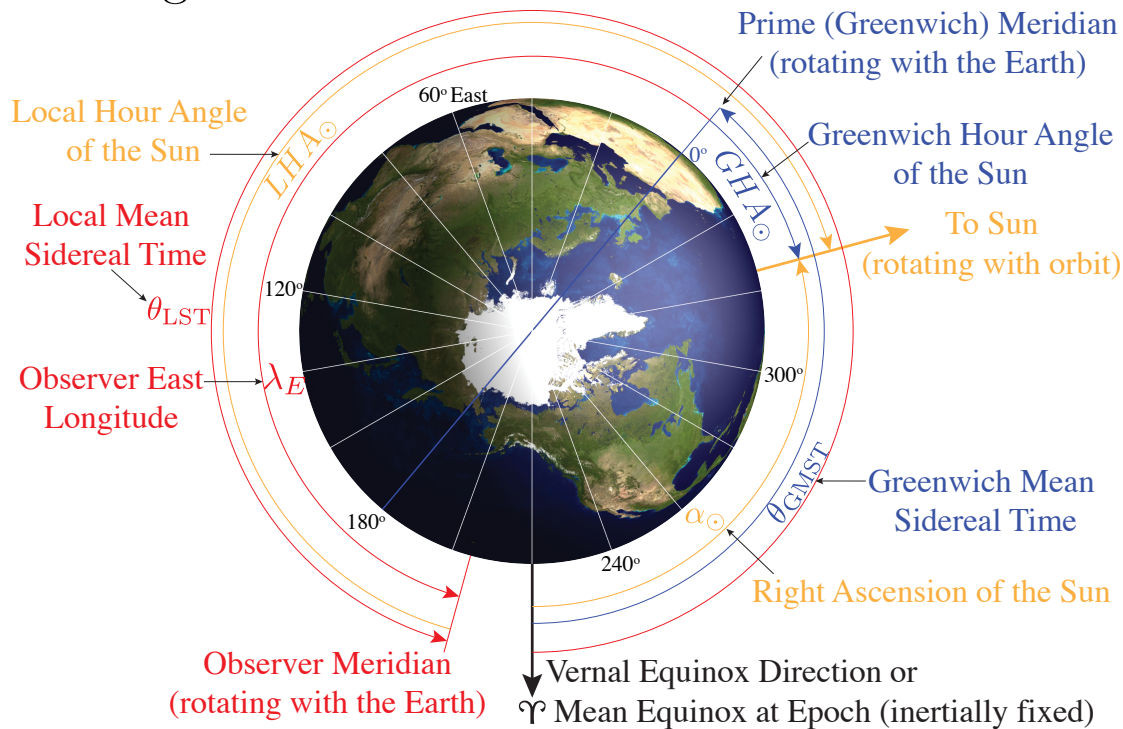 Prime (Greenwich) Meridian
(rotating with the Earth)
60° East
Local Hour Angle
of the Sun
LHA☉
0°
GHA☉
Greenwich Hour Angle
of the Sun
Local Mean
Sidereal Time
θLST
To Sun
(rotating with orbit)
120°
Observer East
Longitude
λE
300°
θGMST
Greenwich Mean
Sidereal Time
180°
α☉
240°
Right Ascension of the Sun
Observer Meridian
(rotating with the Earth)
Vernal Equinox Direction or
♈ Mean Equinox at Epoch (inertially fixed)